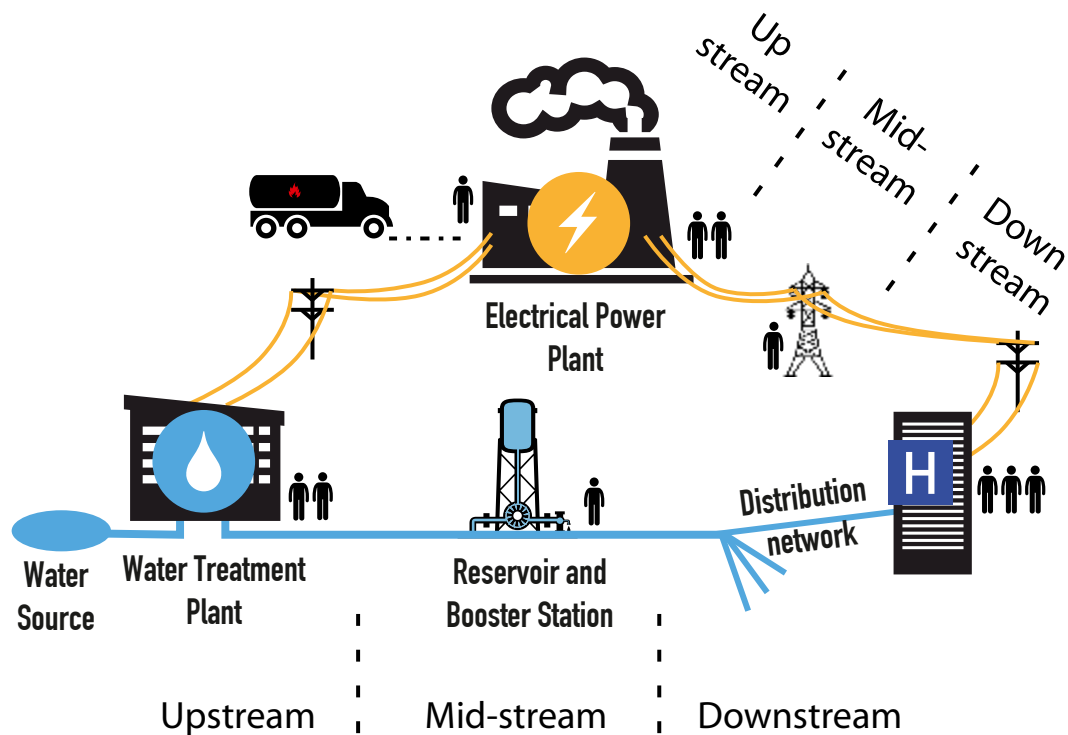 Up
stream
Mid-
stream
Down
stream
Electrical Power
Plant
H
Distribution
network
Water
Source
Water Treatment
Plant
Reservoir and
Booster Station
Upstream
Mid-stream
Downstream